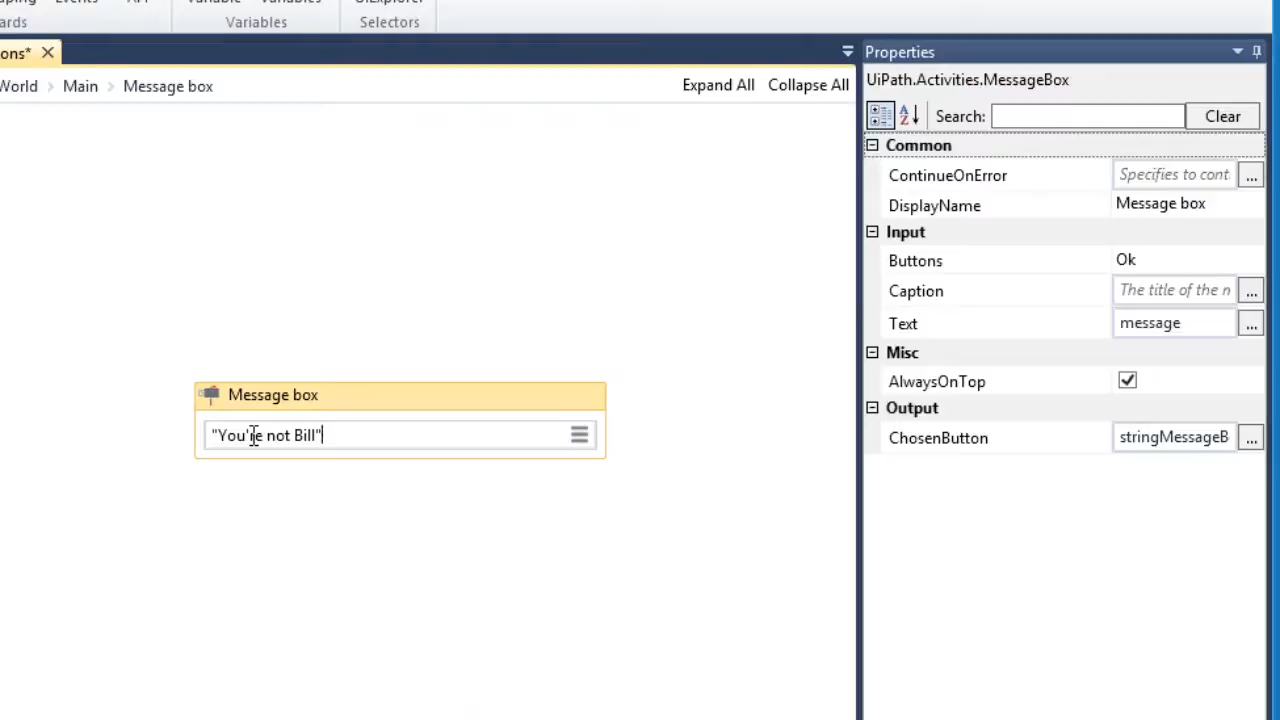 Variables
Selectors
ons*
Properties
World > Main > Message box
Expand All Collapse All
UiPath.Activities.MessageBox
Search:
Clear
Common
ContinueOnError Specifies to cont ...
DisplayName Message box
Input
Buttons Ok
Caption The title of the n ...
Text message ...
Misc
AlwaysOnTop
Output
ChosenButton stringMessageB ...
Message box
"You're not Bill"